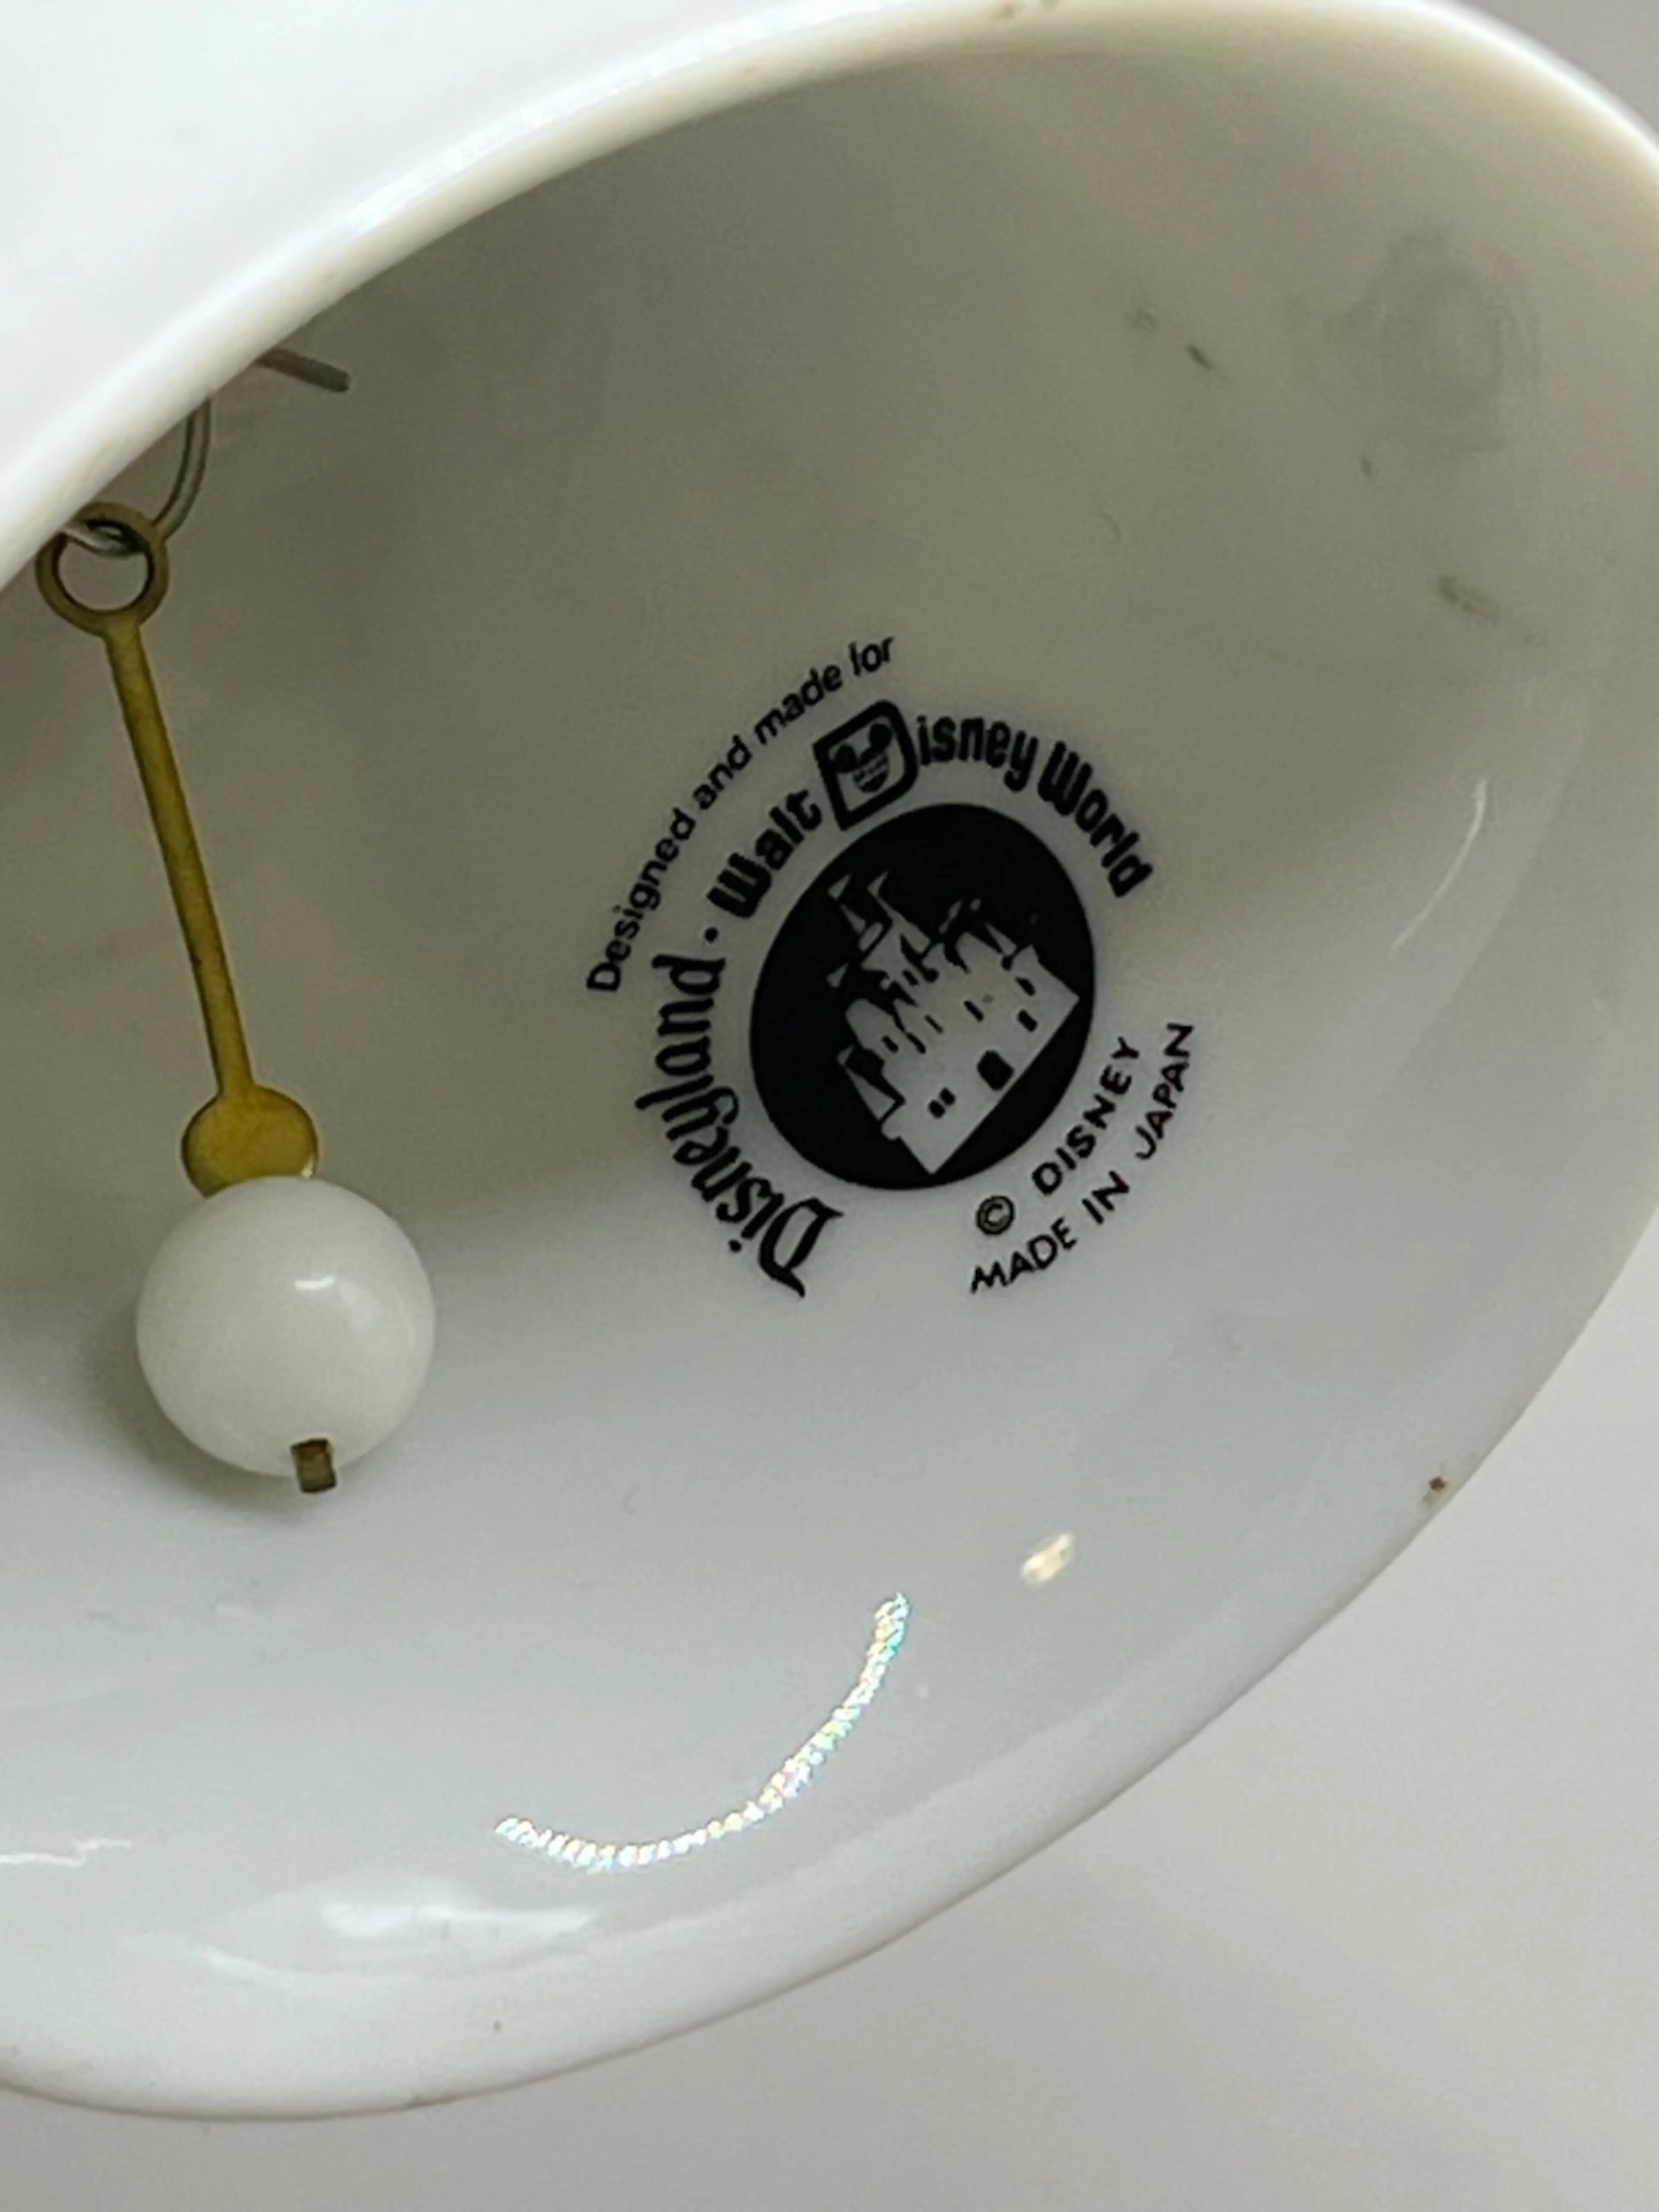 Designed and made for
Disneyland · Walt Disney World
© DISNEY
MADE IN JAPAN